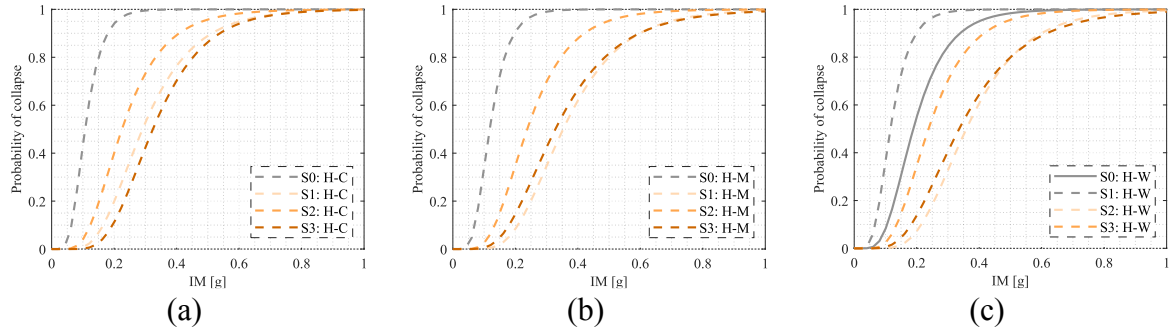 Probability of collapse
1
0.8
0.6
0.4
0.2
0
S0: H-C
S1: H-C
S2: H-C
S3: H-C
0 0.2 0.4 0.6 0.8 1
IM [g]
(a)
Probability of collapse
1
0.8
0.6
0.4
0.2
0
S0: H-M
S1: H-M
S2: H-M
S3: H-M
0 0.2 0.4 0.6 0.8 1
IM [g]
(b)
Probability of collapse
1
0.8
0.6
0.4
0.2
0
S0: H-W
S1: H-W
S2: H-W
S3: H-W
0 0.2 0.4 0.6 0.8 1
IM [g]
(c)